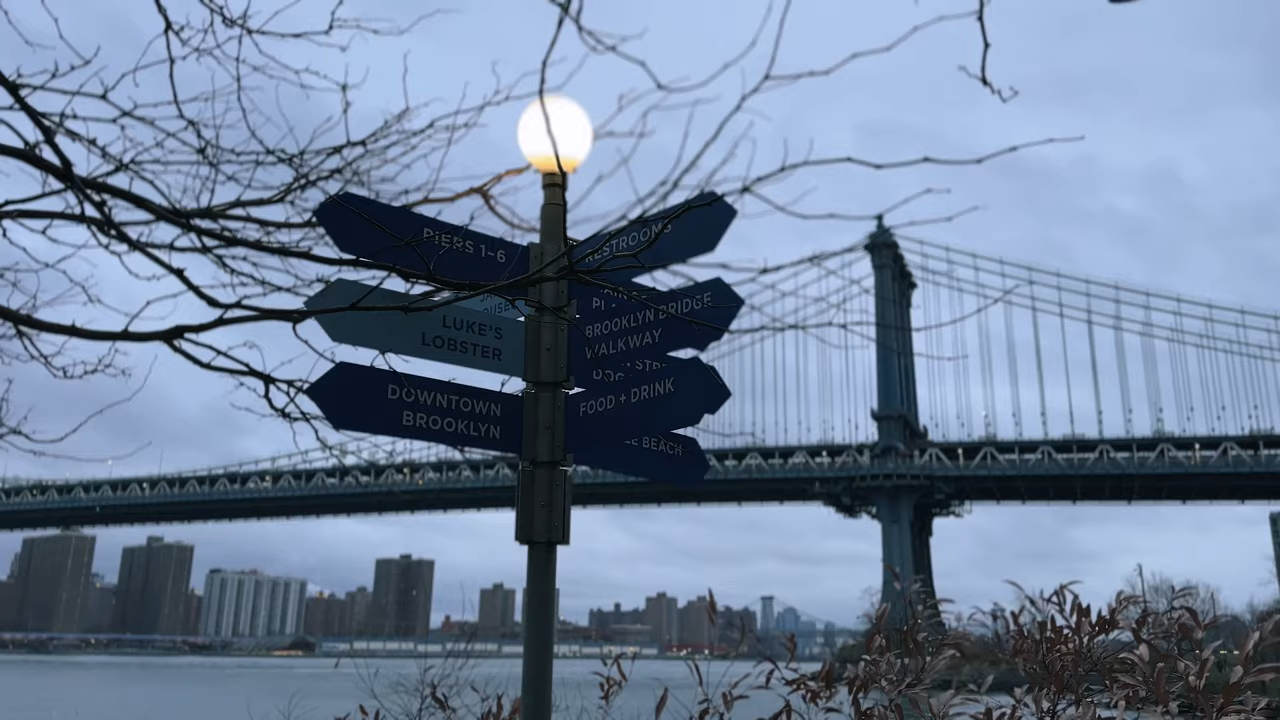 PIERS 1-6
RESTROOMS
LUKE'S
LOBSTER
BROOKLYN BRIDGE
WALKWAY
DOWNTOWN
BROOKLYN
FOOD + DRINK
BEACH